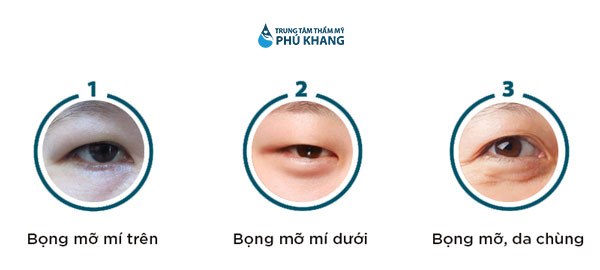 TRUNG TÂM THẨM MỸ
PHÚ KHANG
1
2
3
Bọng mỡ mí trên
Bọng mỡ mí dưới
Bọng mỡ, da chùng